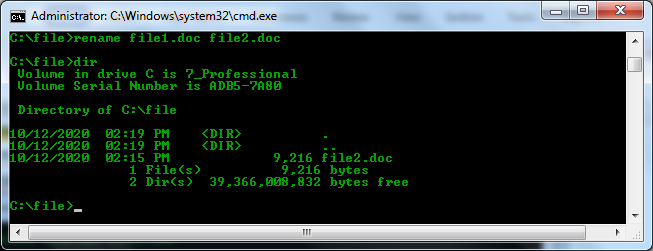 Administrator: C:\Windows\system32\cmd.exe
C:\file>rename file1.doc file2.doc
C:\file>dir
Volume in drive C is 7_Professional
Volume Serial Number is ADB5-7A80
Directory of C:\file
10/12/2020  02:19 PM    <DIR>          .
10/12/2020  02:19 PM    <DIR>          ..
10/12/2020  02:15 PM             9,216 file2.doc
1 File(s)          9,216 bytes
2 Dir(s)  39,366,008,832 bytes free
C:\file>_